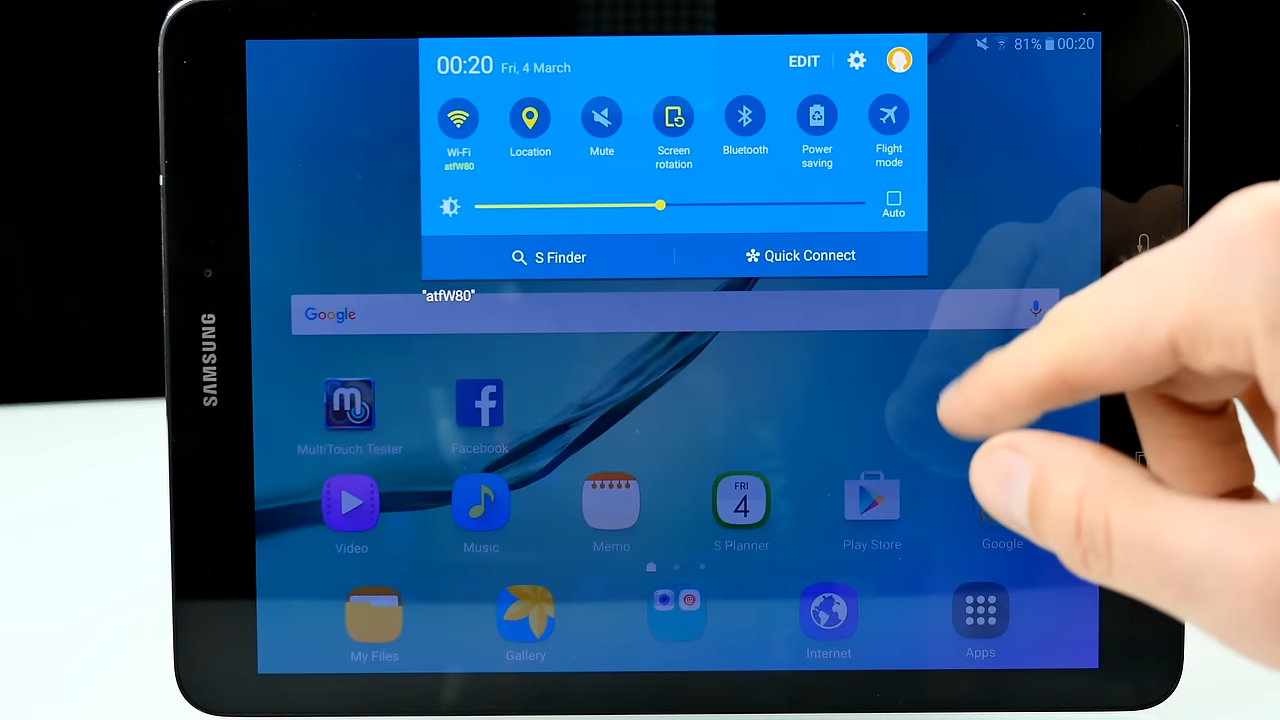 81% 00:20
00:20 Fri, 4 March EDIT
Wi-Fi
atfW80
Location
Mute
Screen
rotation
Bluetooth
Power
saving
Flight
mode
Auto
S Finder
Quick Connect
"atfW80"
Google
SAMSUNG
m
MultiTouch Tester
f
Facebook
Video
Music
Memo
FRI
4
S Planner
Play Store
Google
My Files
Gallery
Internet
Apps